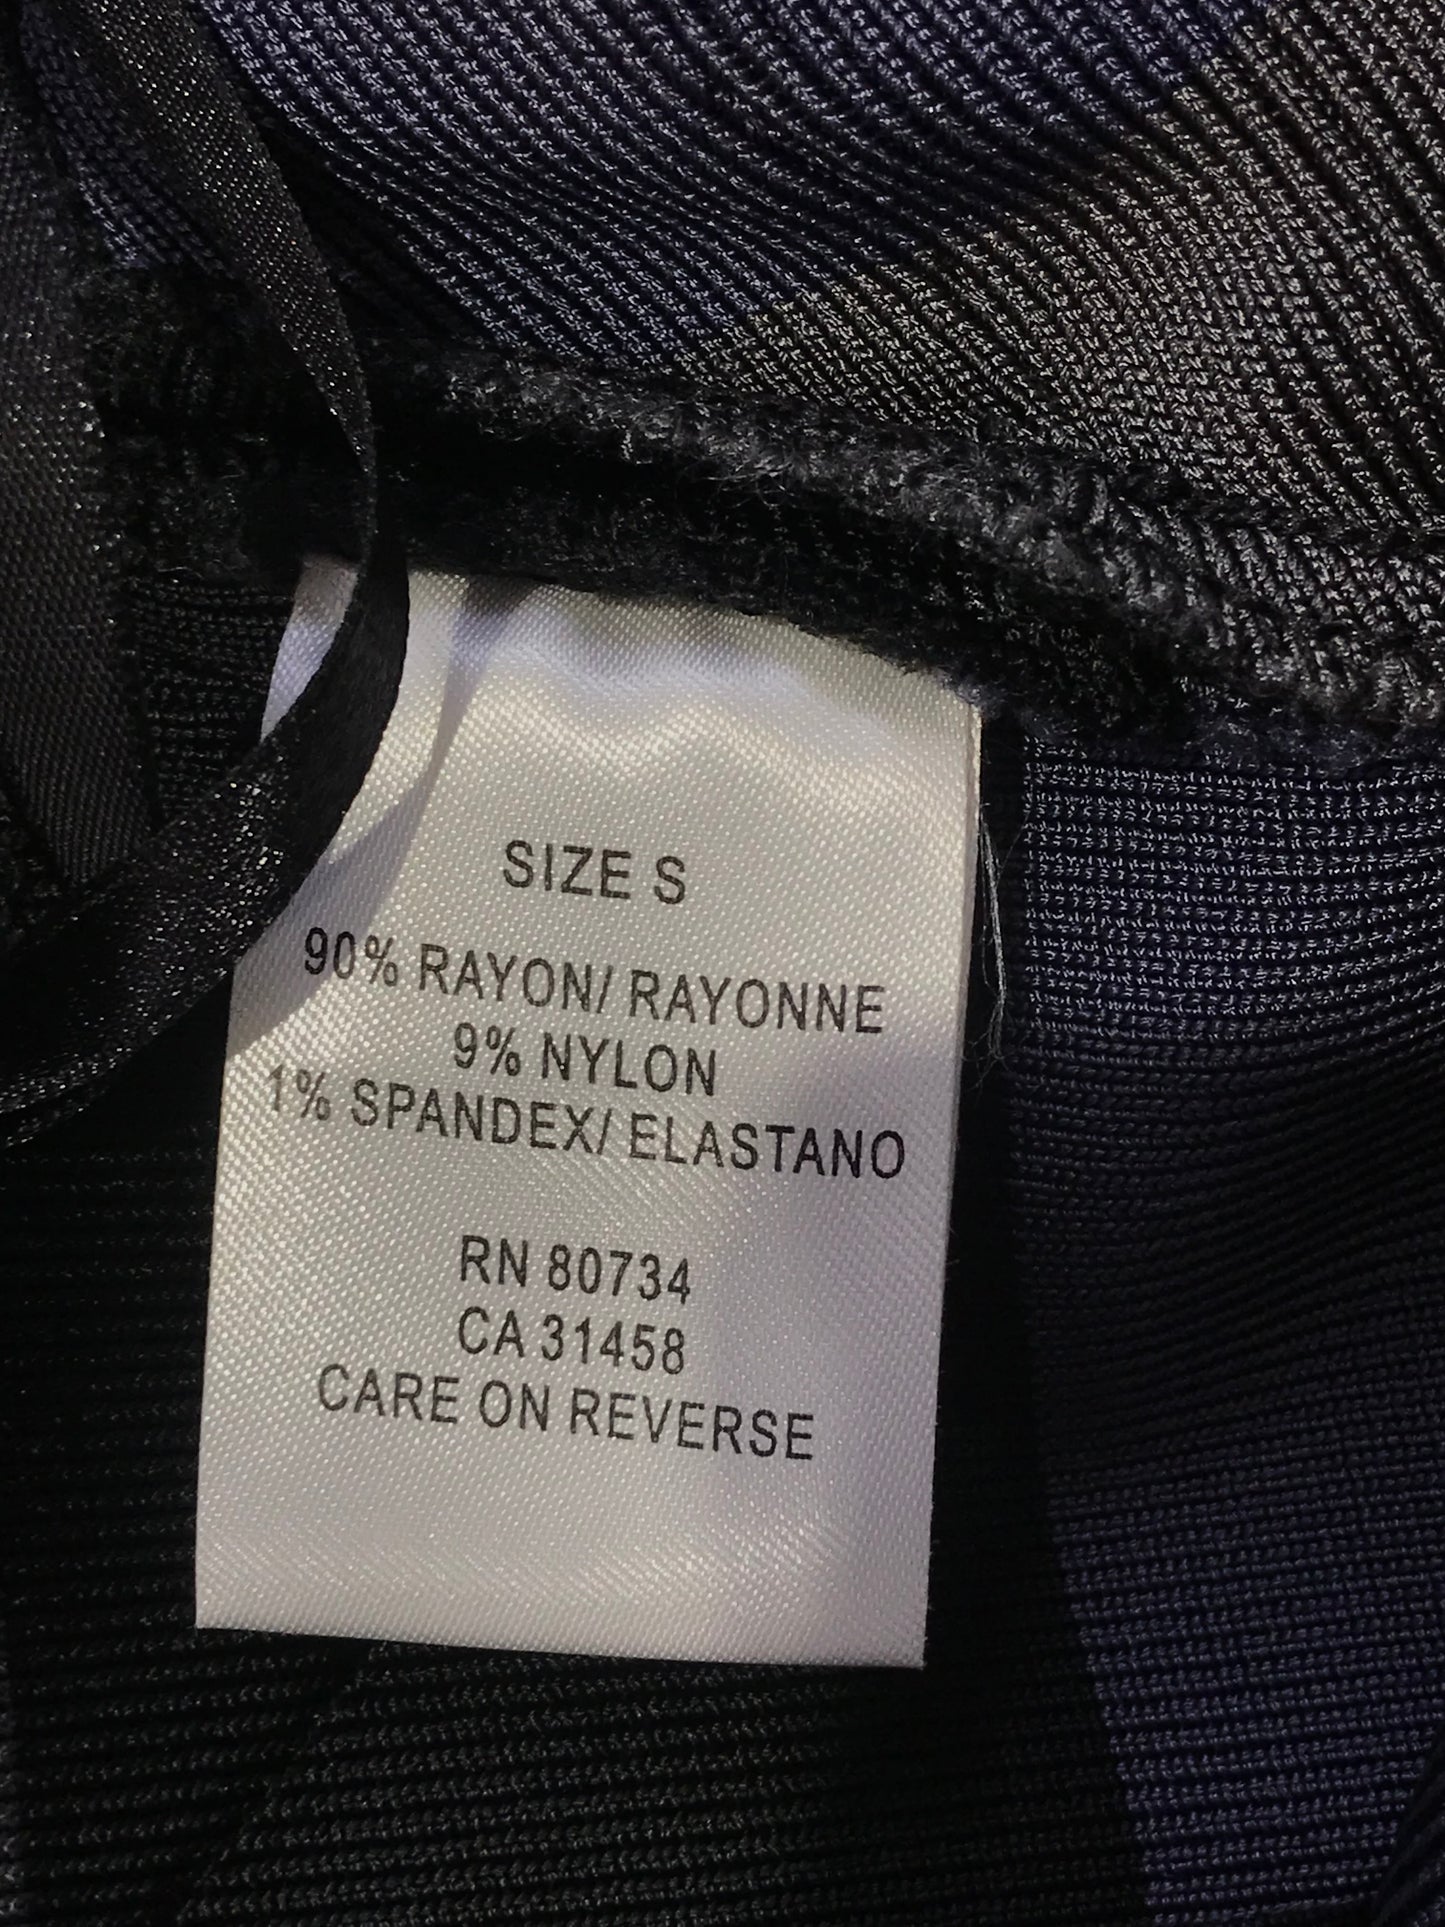 SIZE S
90% RAYON/ RAYONNE
9% NYLON
1% SPANDEX/ ELASTANO
RN 80734
CA 31458
CARE ON REVERSE